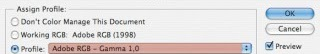 Assign Profile:
Don't Color Manage This Document
OK
Working RGB: Adobe RGB (1998)
Cancel
Profile: Adobe RGB - Gamma 1,0
Preview